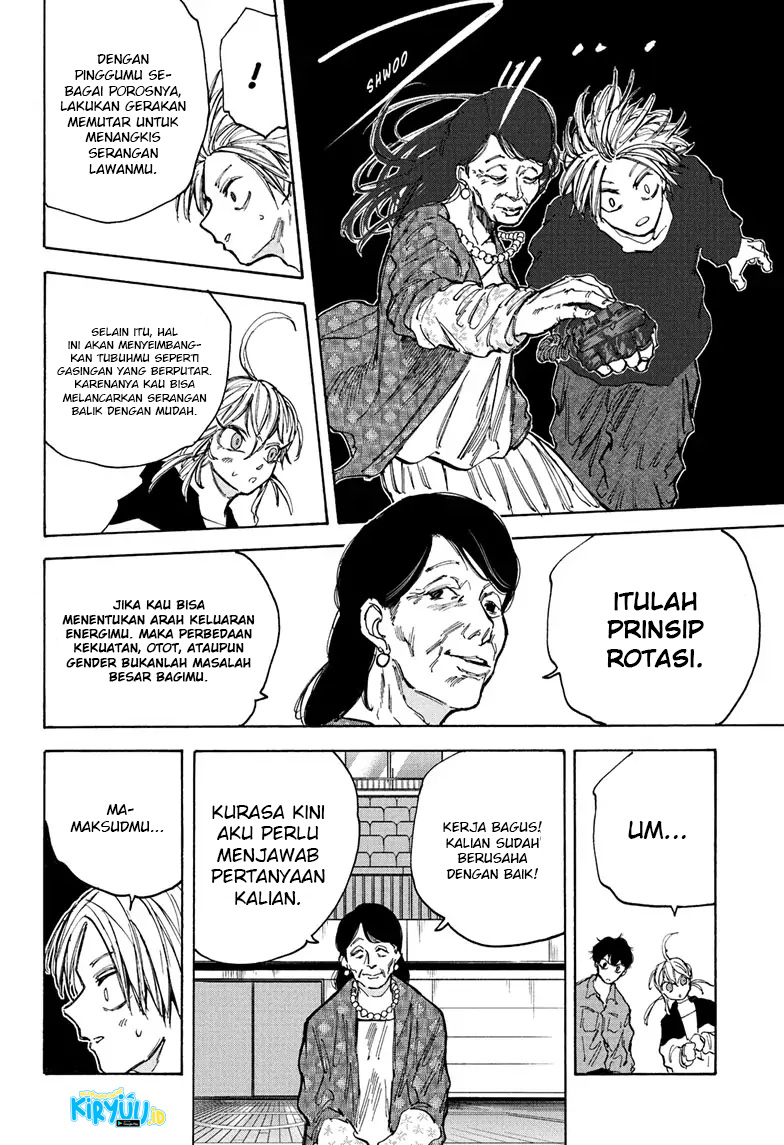 SHWOO
!
DENGAN
PINGGUMU SE-
BAGAI POROSNYA,
LAKUKAN GERAKAN
MEMUTAR UNTUK
MENANGKIS
SERANGAN
LAWANMU.
SELAIN ITU, HAL
INI AKAN MENYEIMBANG-
KAN TUBUHMU SEPERTI
GASINGAN YANG BERPUTAR.
KARENANYA KAU BISA
MELANCARKAN SERANGAN
BALIK DENGAN MUDAH.
ITULAH
PRINSIP
ROTASI.
JIKA KAU BISA
MENENTUKAN ARAH KELUARAN
ENERGIMU. MAKA PERBEDAAN
KEKUATAN, OTOT, ATAUPUN
GENDER BUKANLAH MASALAH
BESAR BAGIMU.
UM...
KERJA BAGUS!
KALIAN SUDAH
BERUSAHA
DENGAN BAIK!
KURASA KINI
AKU PERLU
MENJAWAB
PERTANYAAN
KALIAN.
MA-
MAKSUDMU...
KIRYUU.ID